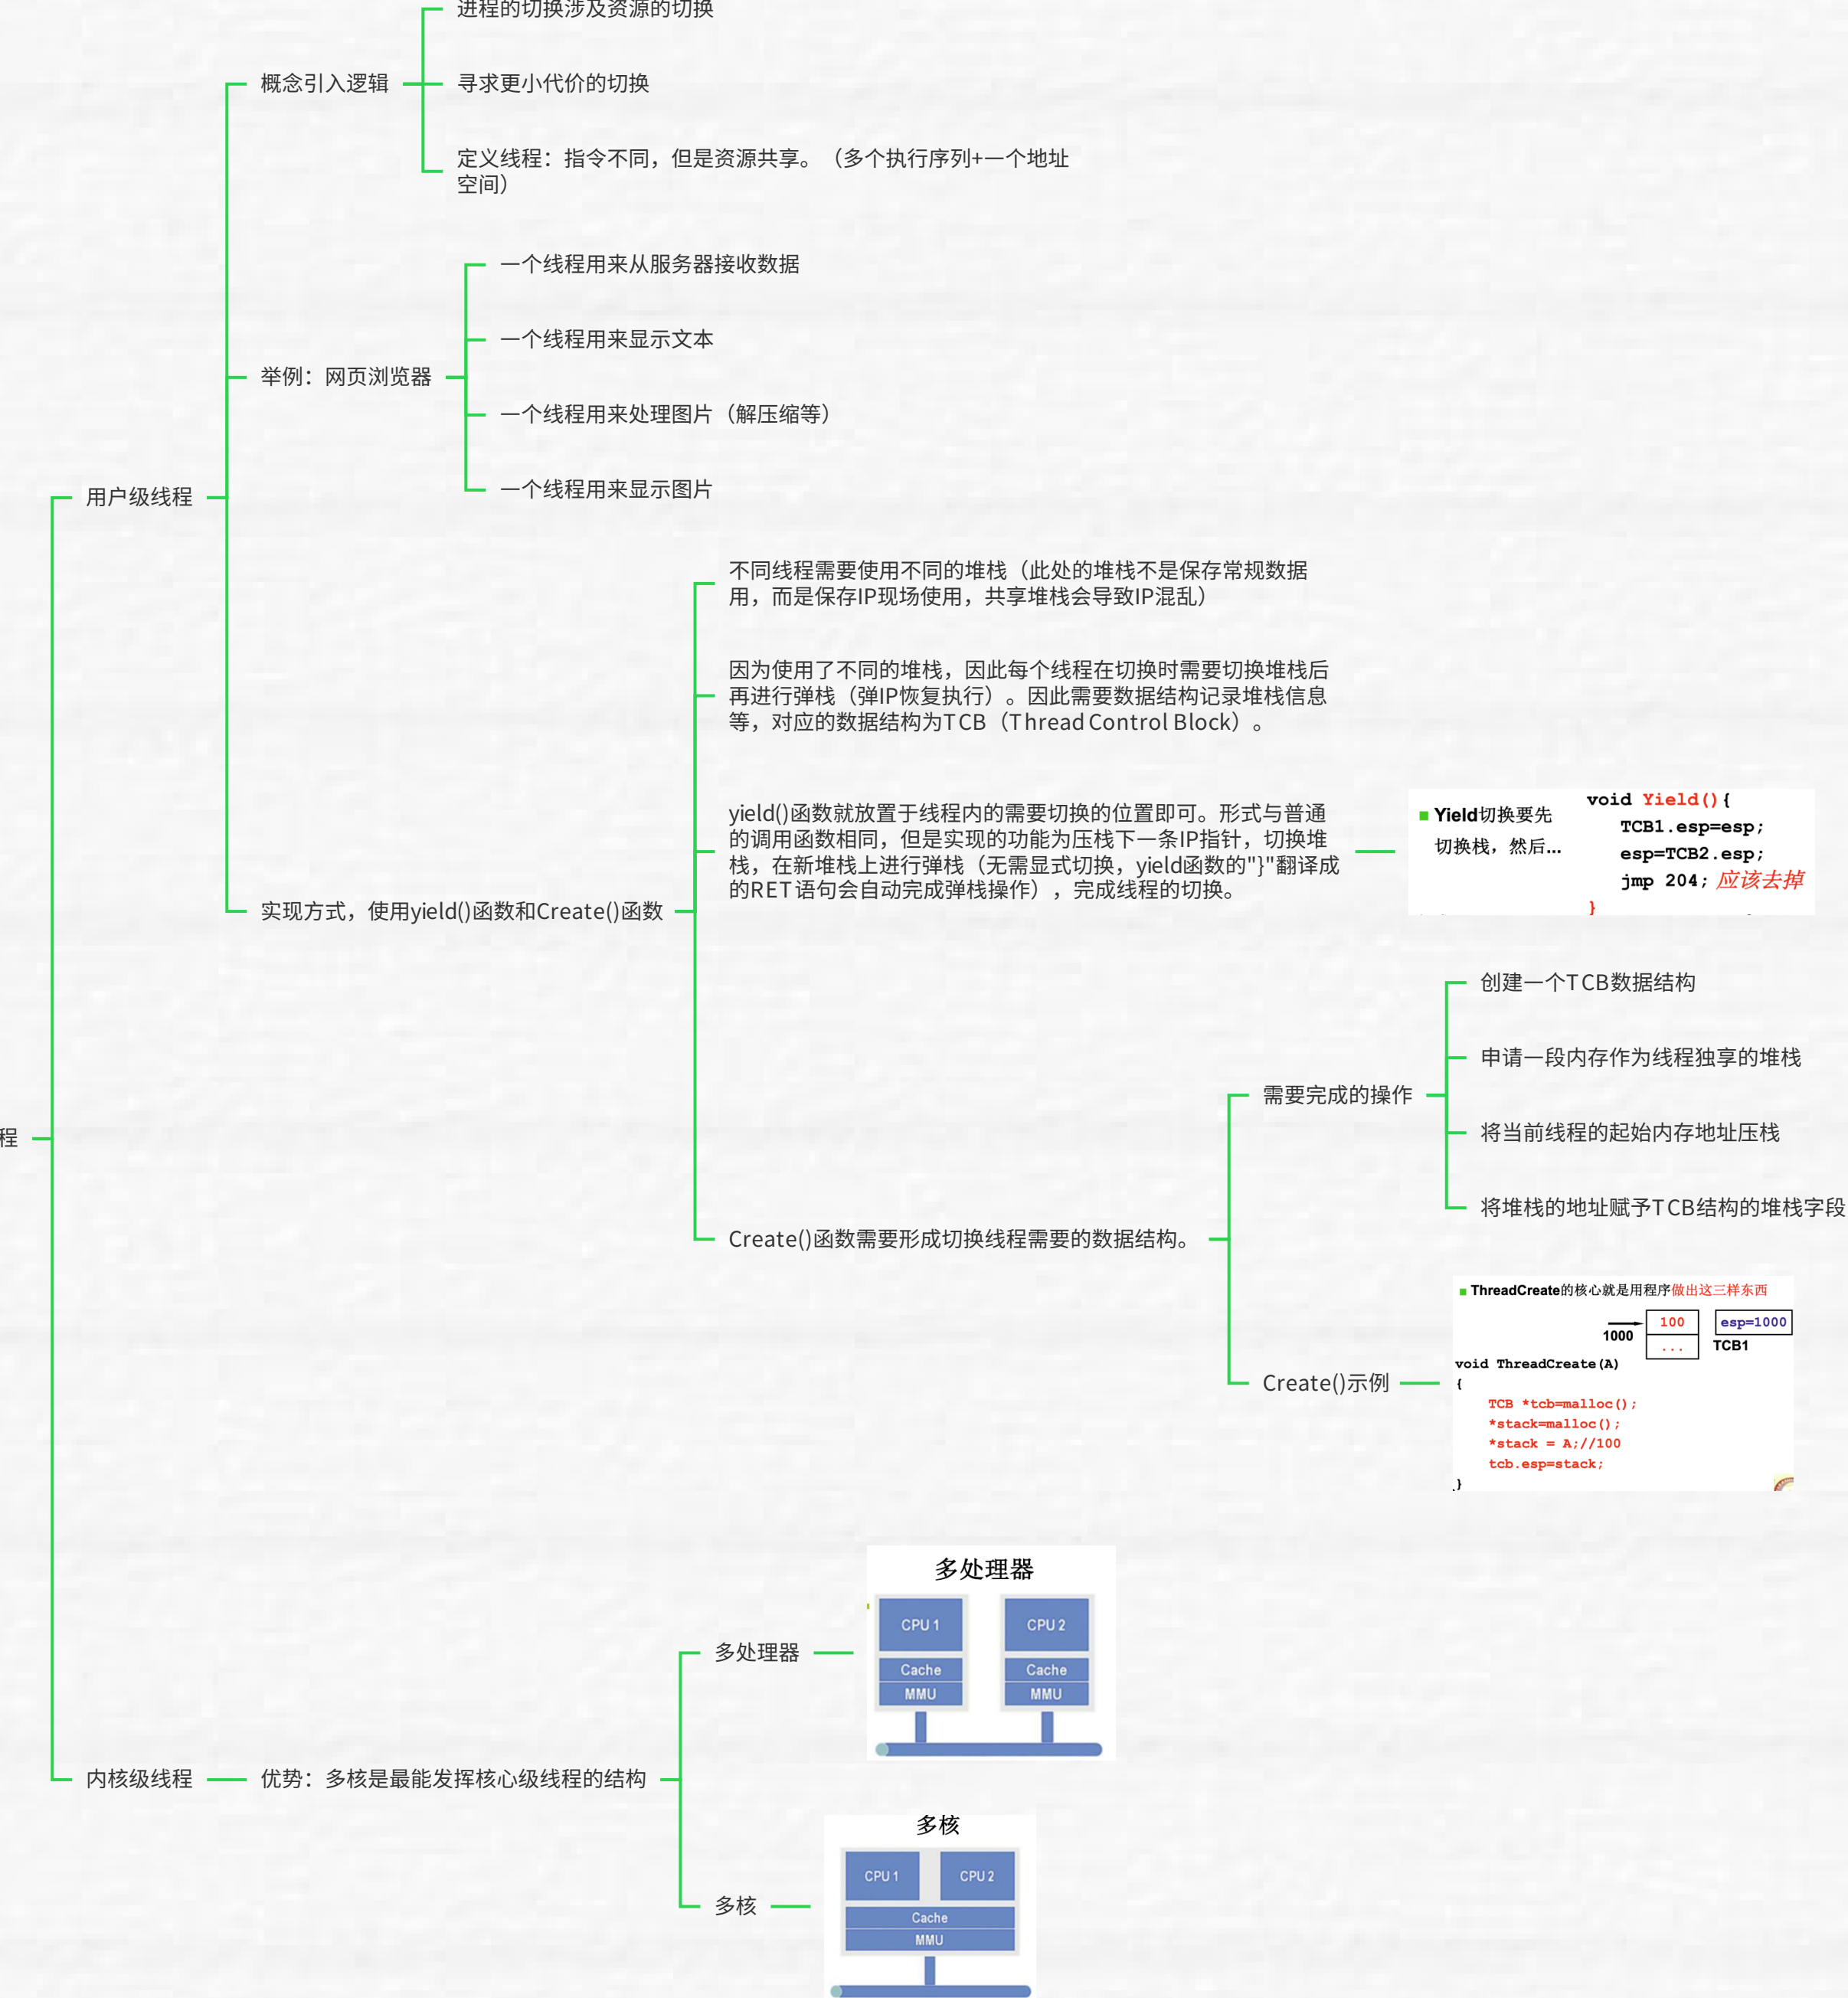 进程的切换涉及资源的切换
概念引入逻辑
寻求更小代价的切换
定义线程：指令不同，但是资源共享。（多个执行序列+一个地址
空间）
一个线程用来从服务器接收数据
一个线程用来显示文本
举例：网页浏览器
一个线程用来处理图片（解压缩等）
一个线程用来显示图片
用户级线程
不同线程需要使用不同的堆栈（此处的堆栈不是保存常规数据
用，而是保存IP现场使用，共享堆栈会导致IP混乱）
因为使用了不同的堆栈，因此每个线程在切换时需要切换堆栈后
再进行弹栈（弹IP恢复执行）。因此需要数据结构记录堆栈信息
等，对应的数据结构为TCB（Thread Control Block）。
yield()函数就放置于线程内的需要切换的位置即可。形式与普通
的调用函数相同，但是实现的功能为压栈下一条IP指针，切换堆
栈，在新堆栈上进行弹栈（无需显式切换，yield函数的"}"翻译成
的RET语句会自动完成弹栈操作），完成线程的切换。
Yield切换要先
切换栈，然后...
void Yield(){
TCB1.esp=esp;
esp=TCB2.esp;
jmp 204; 应该去掉
}
实现方式，使用yield()函数和Create()函数
创建一个TCB数据结构
申请一段内存作为线程独享的堆栈
需要完成的操作
将当前线程的起始内存地址压栈
将堆栈的地址赋予TCB结构的堆栈字段
程
Create()函数需要形成切换线程需要的数据结构。
ThreadCreate的核心就是用程序做出这三样东西
1000
100
...
esp=1000
TCB1
void ThreadCreate(A)
{
TCB *tcb=malloc();
*stack=malloc();
*stack = A;//100
tcb.esp=stack;
}
Create()示例
多处理器
CPU 1
CPU 2
Cache
Cache
MMU
MMU
多处理器
内核级线程
优势：多核是最能发挥核心级线程的结构
多核
CPU 1
CPU 2
Cache
MMU
多核